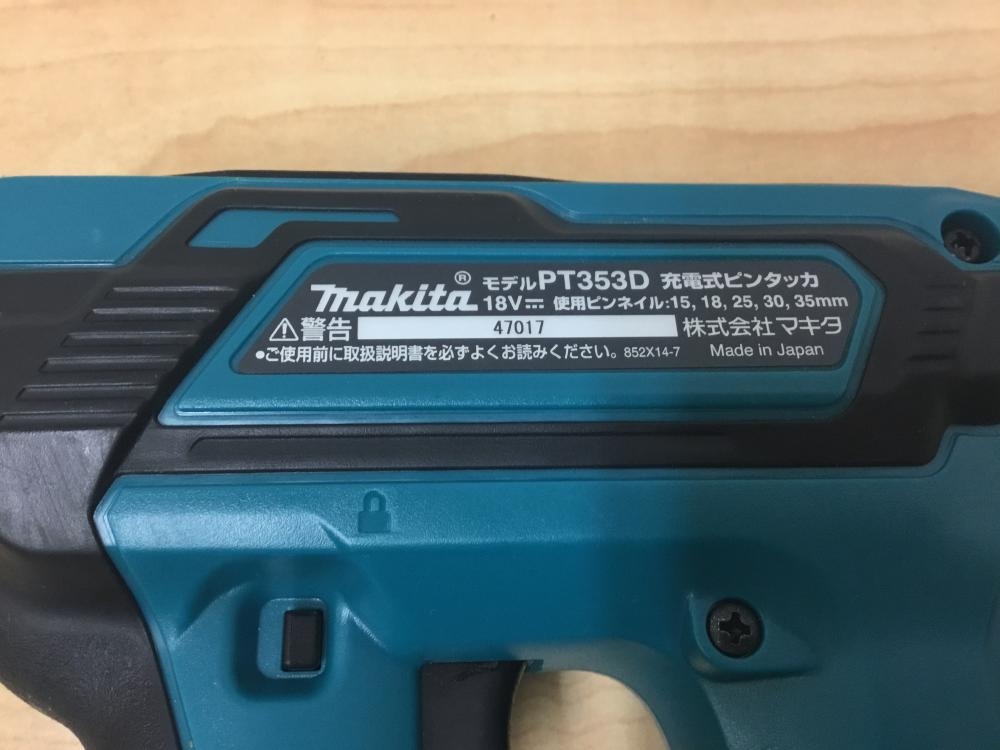 makita® モデルPT353D 充電式ピンタッカ
18V⎓ 使用ピンネイル:15, 18, 25, 30, 35mm
⚠警告 47017 株式会社マキタ
●ご使用前に取扱説明書を必ずよくお読みください。 852X14-7 Made in Japan